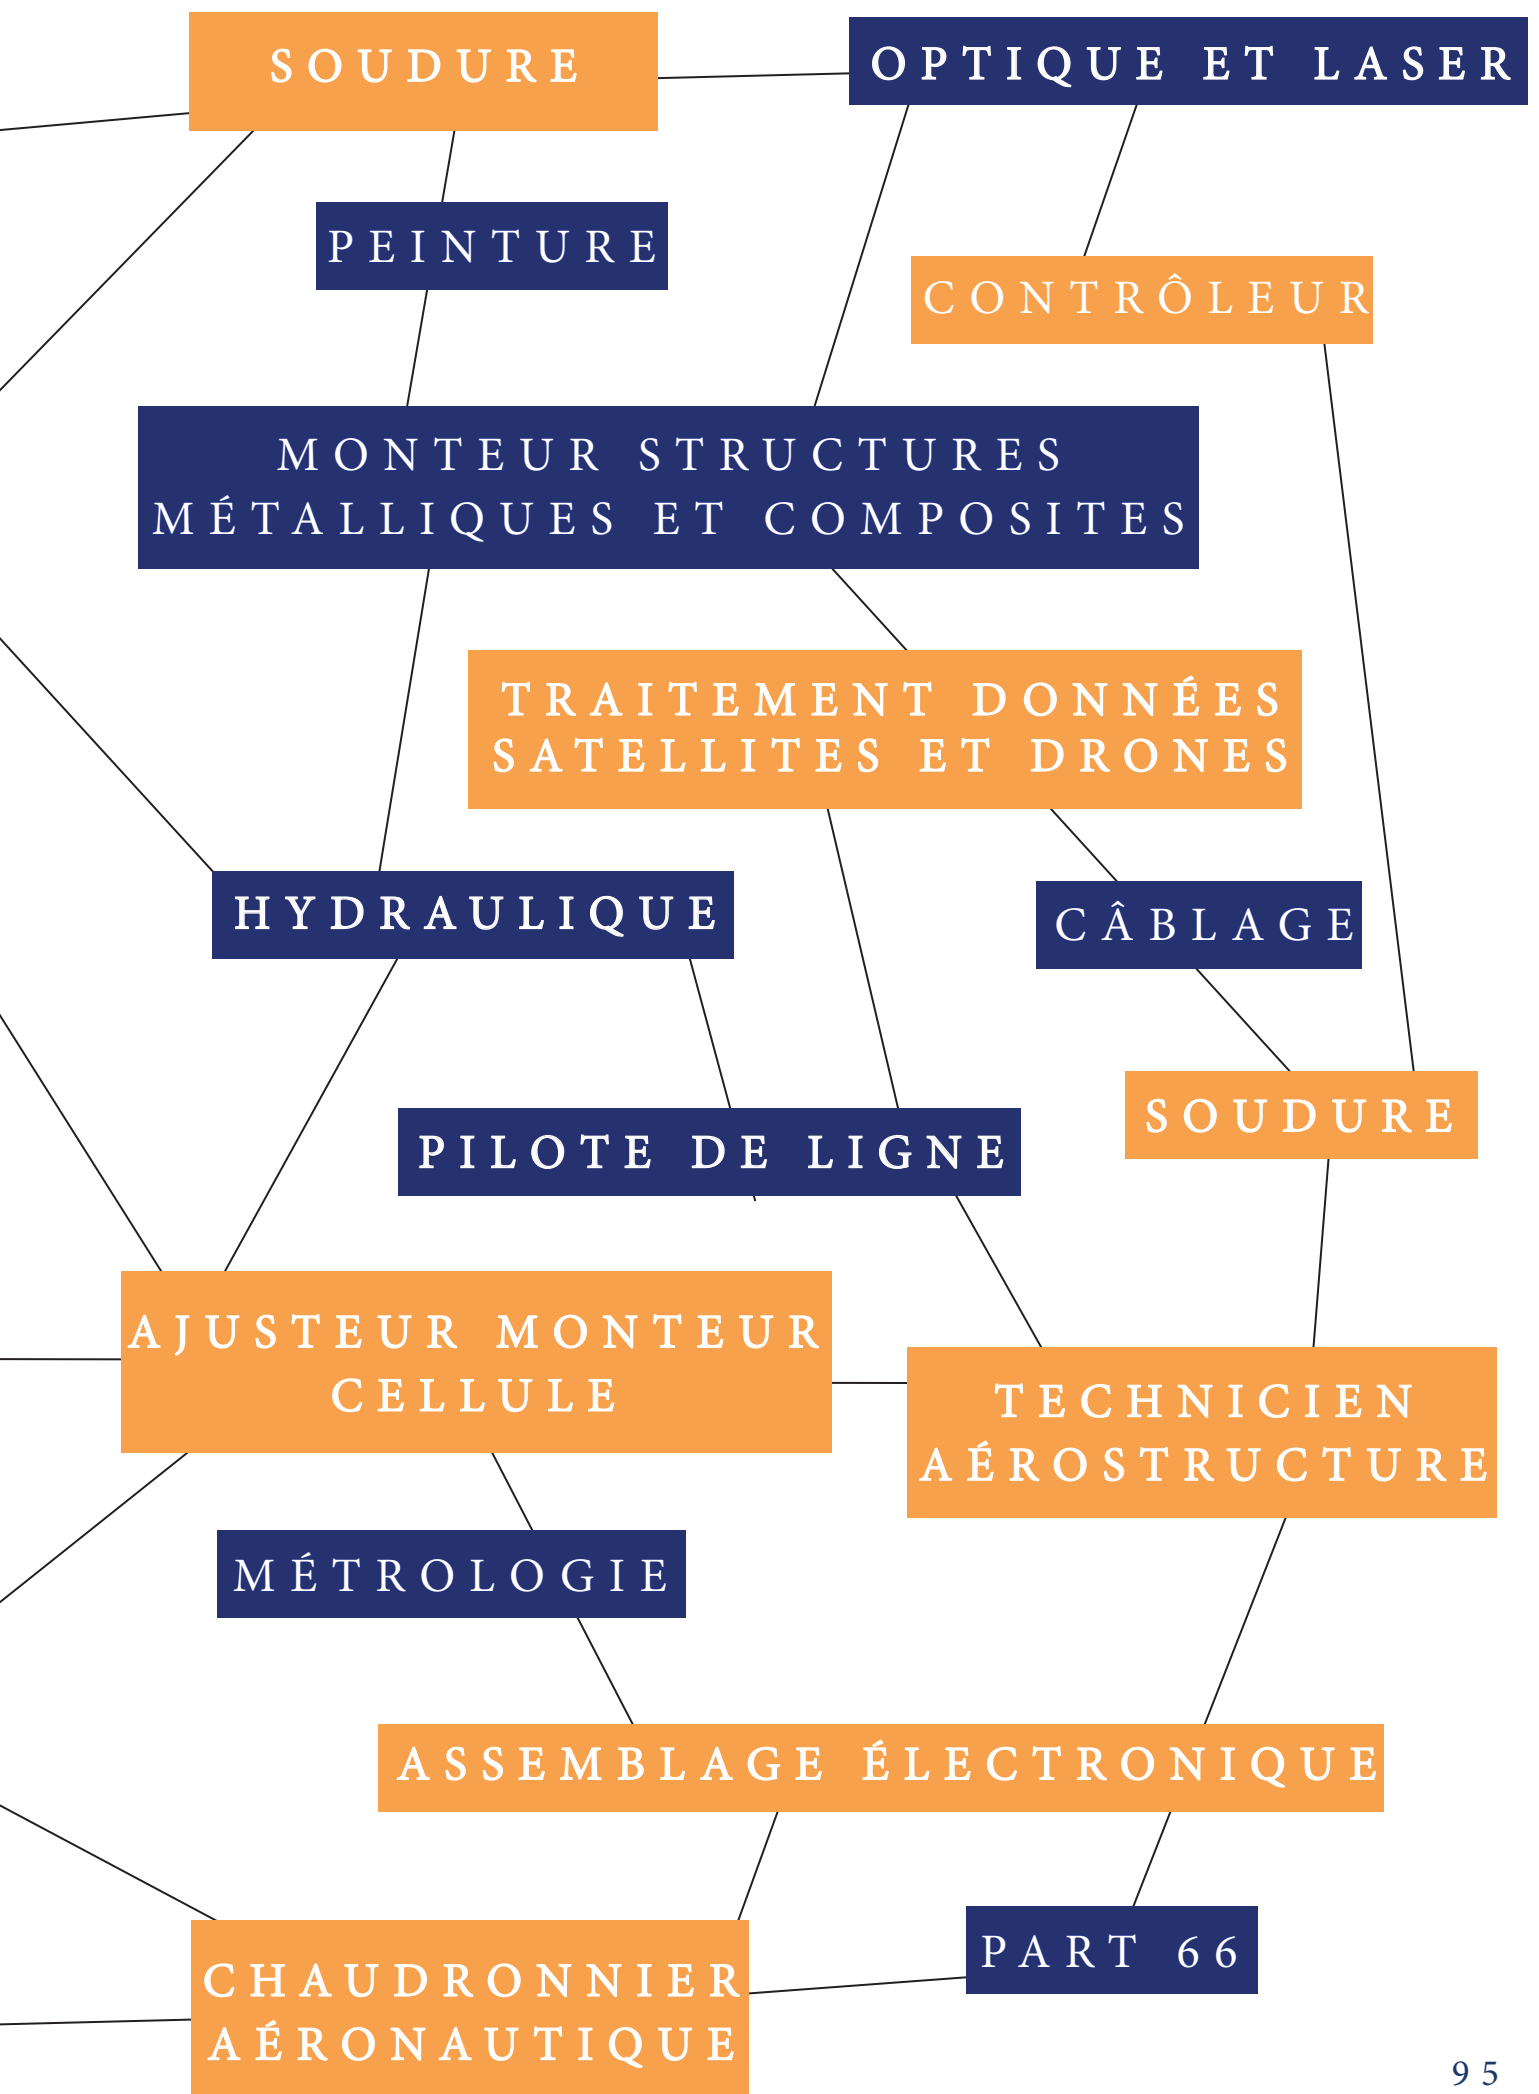 SOUDURE
OPTIQUE ET LASER
PEINTURE
CONTRÔLEUR
MONTEUR STRUCTURES
MÉTALLIQUES ET COMPOSITES
TRAITEMENT DONNÉES
SATELLITES ET DRONES
HYDRAULIQUE
CÂBLAGE
SOUDURE
PILOTE DE LIGNE
AJUSTEUR MONTEUR
CELLULE
TECHNICIEN
AÉROSTRUCTURE
MÉTROLOGIE
ASSEMBLAGE ÉLECTRONIQUE
PART 66
CHAUDRONNIER
AÉRONAUTIQUE
95